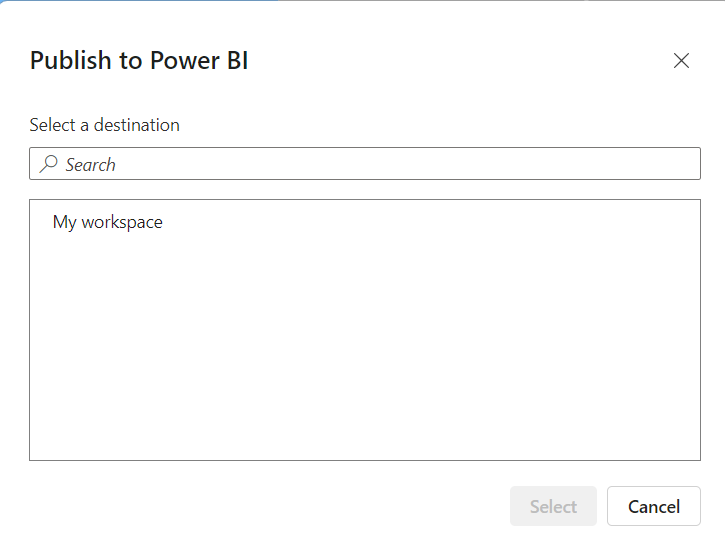 Publish to Power BI
Select a destination
Search
My workspace
Select
Cancel